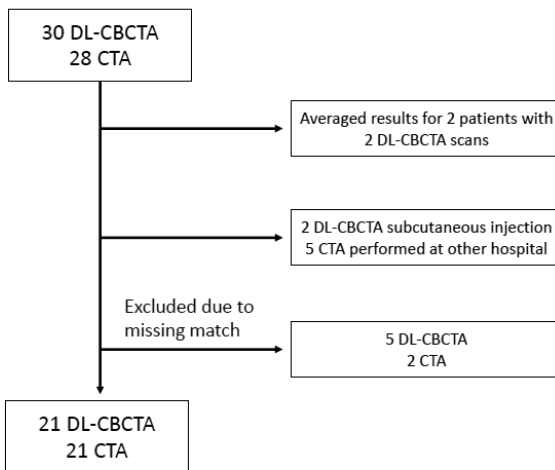 30 DL-CBCTA
28 CTA
Averaged results for 2 patients with
2 DL-CBCTA scans
2 DL-CBCTA subcutaneous injection
5 CTA performed at other hospital
Excluded due to
missing match
5 DL-CBCTA
2 CTA
21 DL-CBCTA
21 CTA